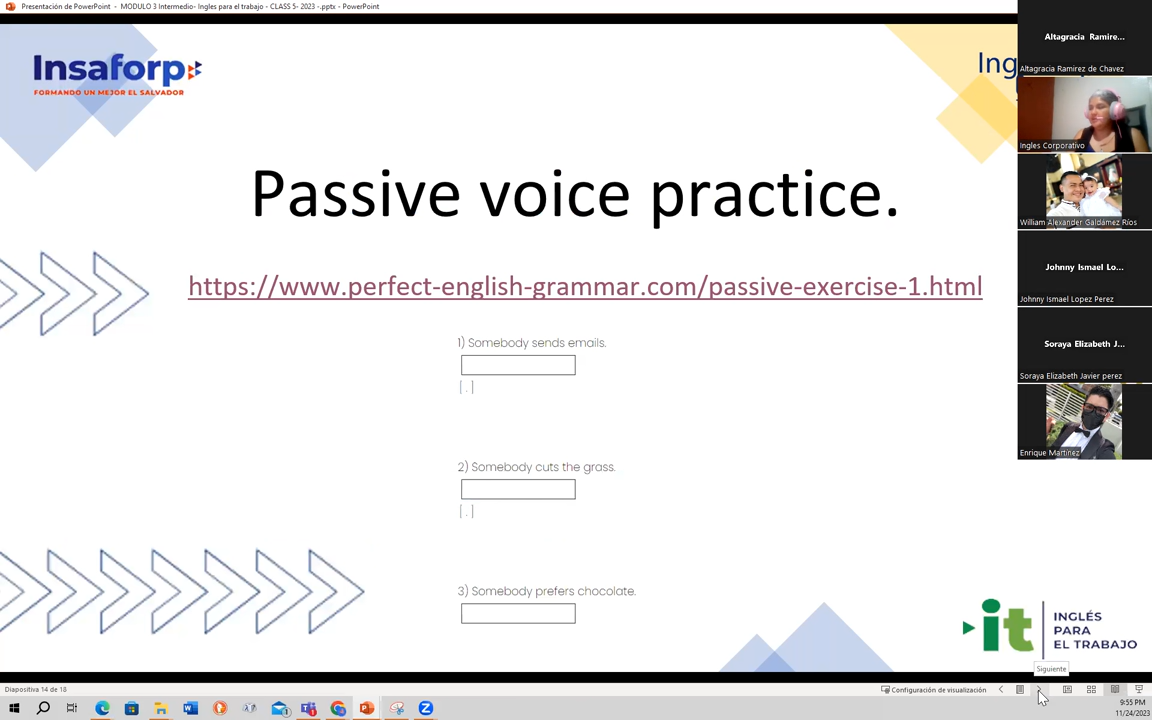 Presentación de PowerPoint - MODULO 3 Intermedio- Ingles para el trabajo - CLASS 5- 2023 -.pptx - PowerPoint
Insaforp
FORMANDO UN MEJOR EL SALVADOR
Ing
Altagracia Ramire...
Altagracia Ramirez de Chavez
Ingles Corporativo
William Alexander Galdámez Ríos
Johnny Ismael Lo...
Johnny Ismael Lopez Perez
Soraya Elizabeth J...
Soraya Elizabeth Javier perez
Enrique Martinez
Passive voice practice.
https://www.perfect-english-grammar.com/passive-exercise-1.html
1) Somebody sends emails.
[ . ]
2) Somebody cuts the grass.
[ . ]
3) Somebody prefers chocolate.
it
INGLÉS
PARA
EL TRABAJO
Siguiente
Diapositiva 14 de 18
Configuración de visualización
9:55 PM
11/24/2023